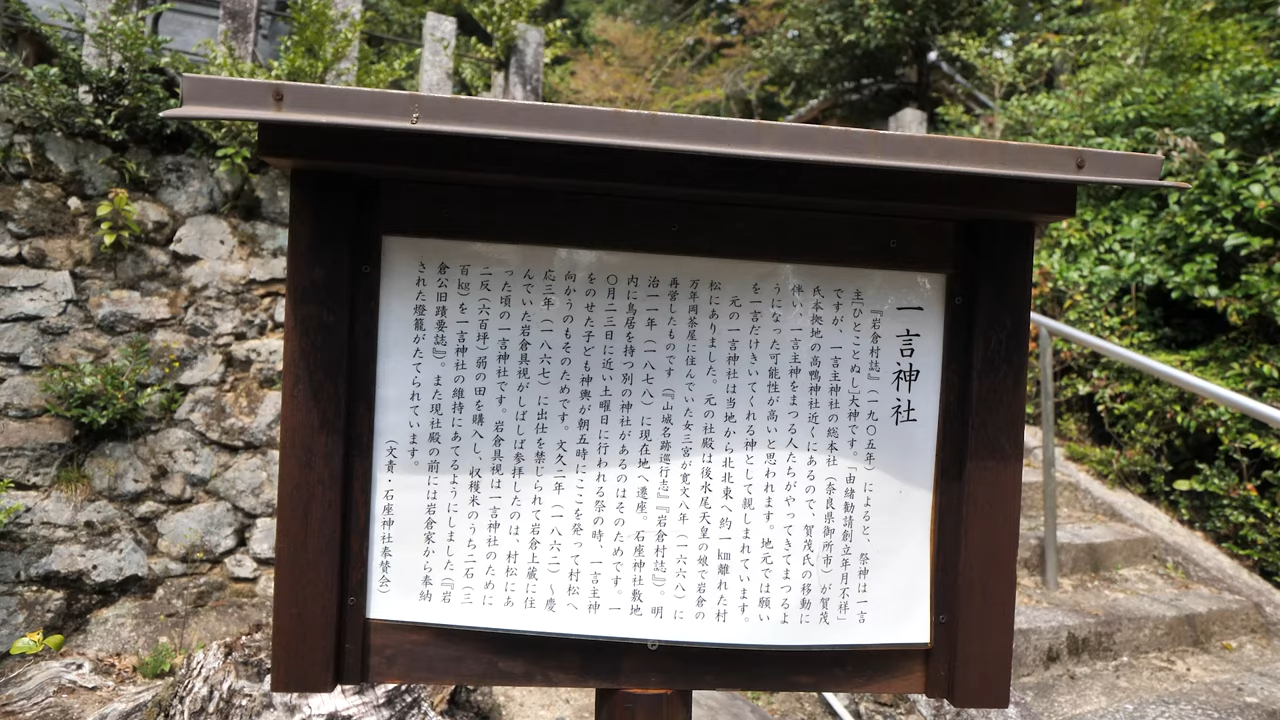 一言神社
『岩倉村誌』（一九〇五年）によると、祭神は一言
主［ひとことぬし］大神です。「由緒勧請創立年月不祥」
ですが、一言主神社の総本社（奈良県御所市）が賀茂
氏本拠地の高鴨神社近くにあるので、賀茂氏の移動に
伴い、一言主神をまつる人たちがやってきてまつるよ
うになった可能性が高いと思われます。地元では願い
を一言だけきいてくれる神として親しまれています。
元の一言神社は当地から北北東へ約一㎞離れた村
松にありました。元の社殿は後水尾天皇の娘で岩倉の
万年岡茶屋に住んでいた女三宮が寛文八年（一六六八）に
再営したものです（『山城名跡巡行志』『岩倉村誌』）。明
治一一年（一八七八）に現在地へ遷座。石座神社敷地
内に鳥居を持つ別の神社があるのはそのためです。一
〇月二三日に近い土曜日に行われる祭の時、一言主神
をのせた子ども神輿が朝五時にここを発って村松へ
向かうのもそのためです。文久二年（一八六二）～慶
応三年（一八六七）に出仕を禁じられて岩倉上蔵に住
んでいた岩倉具視がしばしば参拝したのは、村松にあ
った頃の一言神社です。岩倉具視は一言神社のために
二反（六百坪）弱の田を購入し、収穫米のうち二石（三
百㎏）を一言神社の維持にあてるようにしました（『岩
倉公旧蹟要誌』）。また現社殿の前には岩倉家から奉納
された燈籠がたてられています。
（文責・石座神社奉賛会）